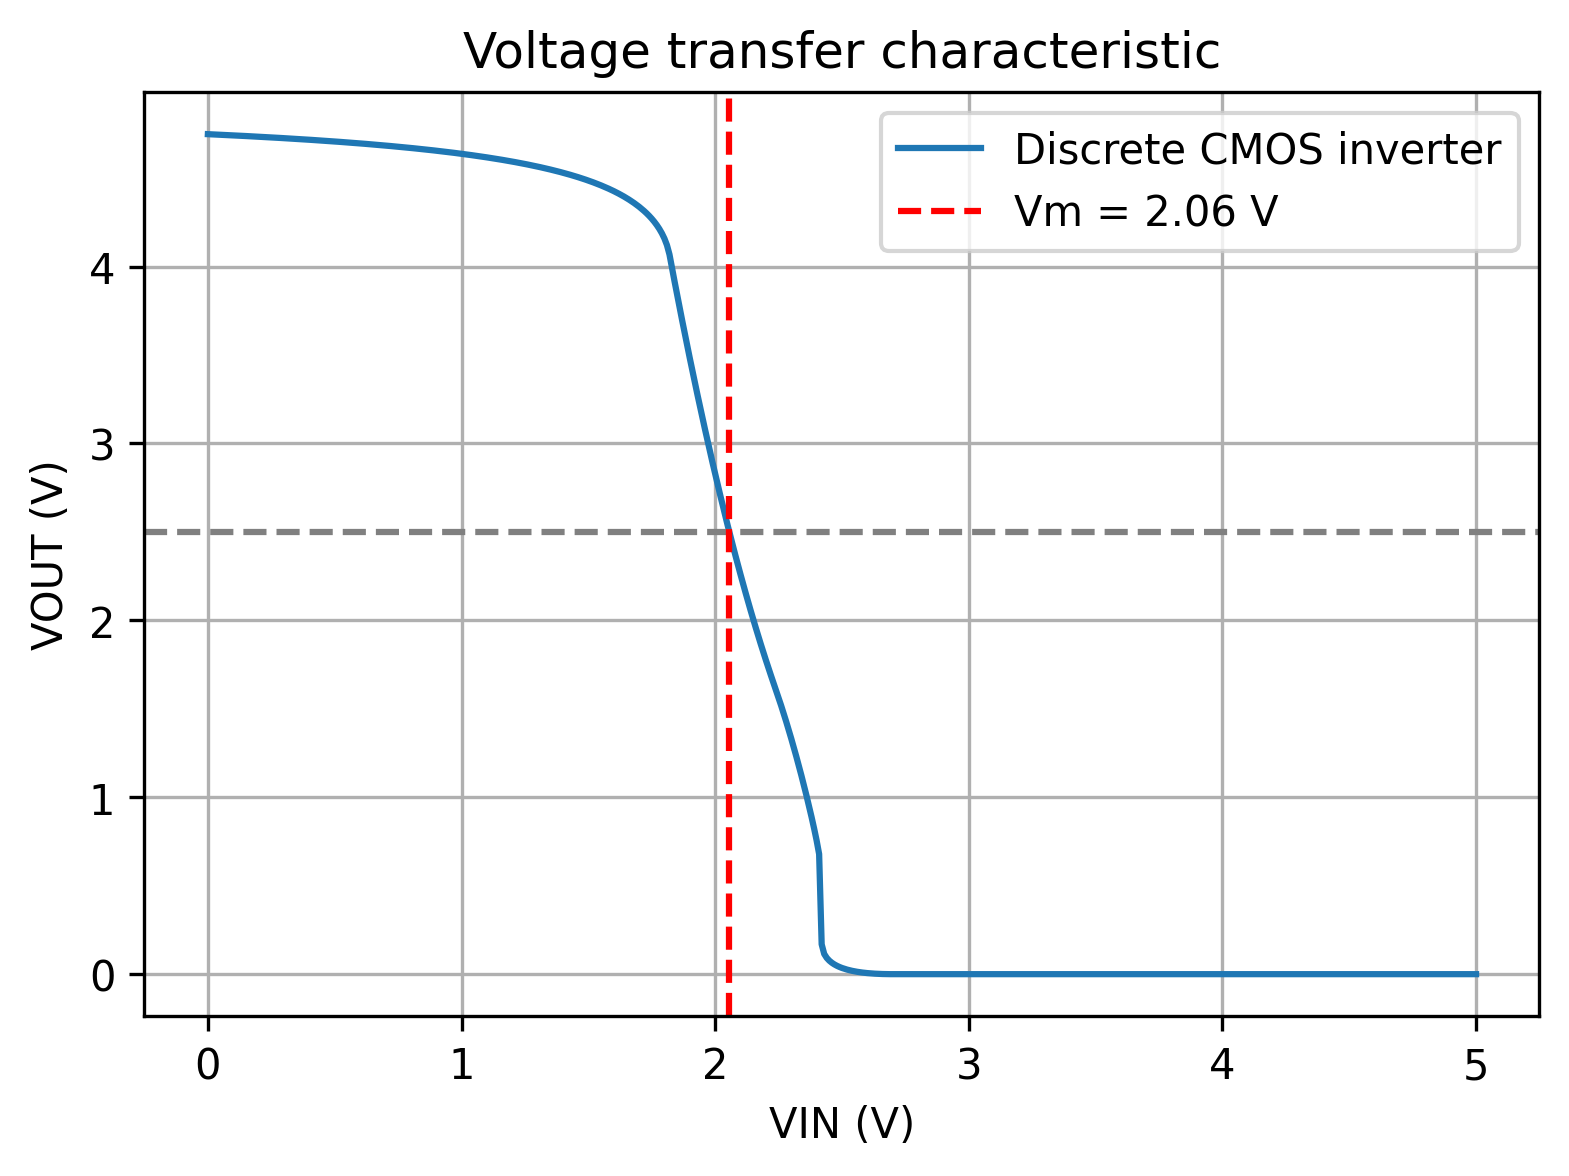 Voltage transfer characteristic
Discrete CMOS inverter
Vm = 2.06 V
VOUT (V)
4
3
2
1
0
0 1 2 3 4 5
VIN (V)